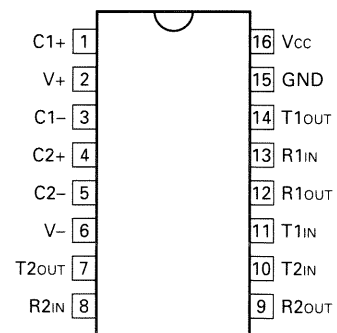 C1+ 1 16 VCC
V+ 2 15 GND
C1− 3 14 T1OUT
C2+ 4 13 R1IN
C2− 5 12 R1OUT
V− 6 11 T1IN
T2OUT 7 10 T2IN
R2IN 8 9 R2OUT